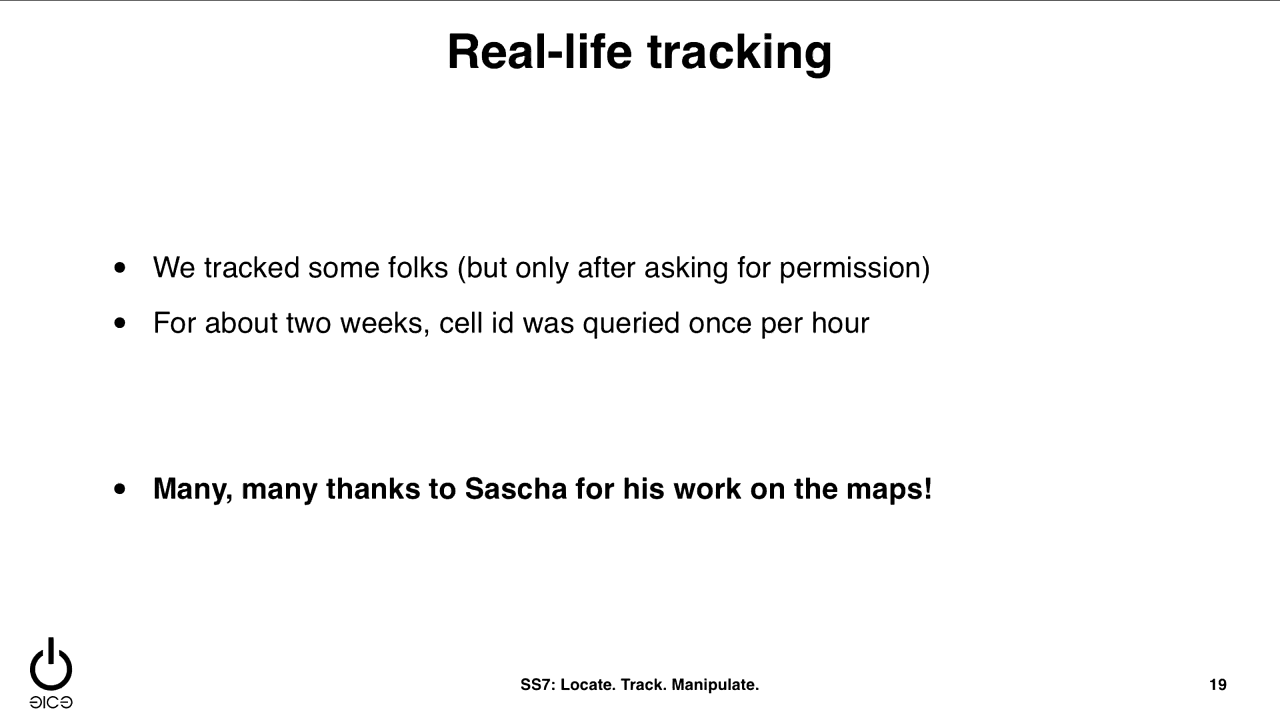 Real-life tracking
• We tracked some folks (but only after asking for permission)
• For about two weeks, cell id was queried once per hour
• Many, many thanks to Sascha for his work on the maps!
SS7: Locate. Track. Manipulate.
19